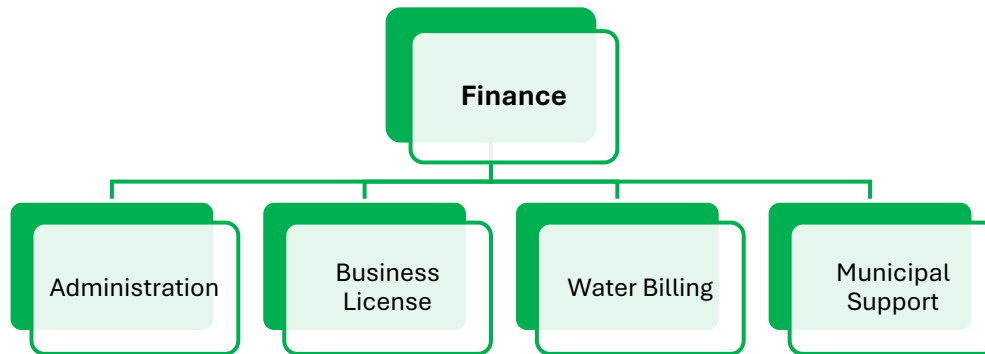 Finance
Administration
Business
License
Water Billing
Municipal
Support